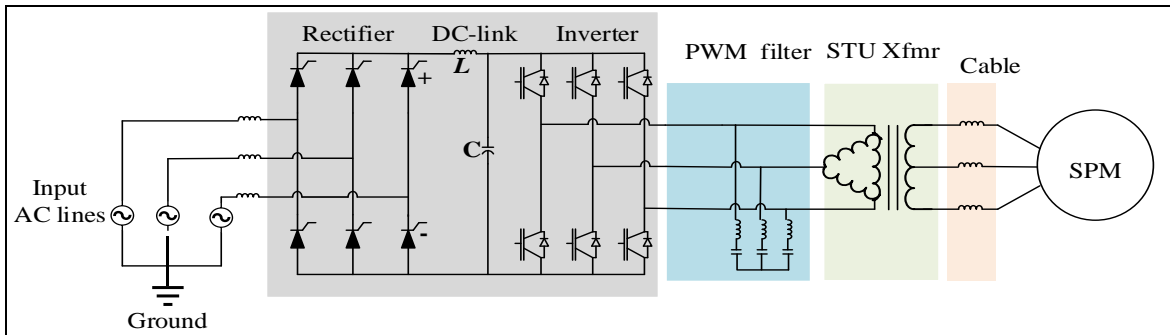 Rectifier
DC-link
Inverter
PWM filter
STU Xfmr
Cable
L
+
C
-
Input
AC lines
SPM
Ground